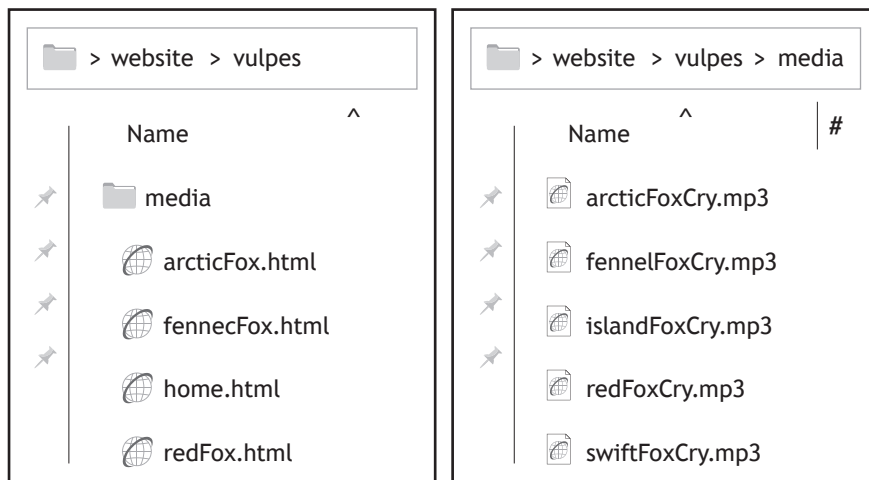 > website > vulpes
Name ^
media
arcticFox.html
fennecFox.html
home.html
redFox.html
> website > vulpes > media
Name ^ #
arcticFoxCry.mp3
fennelFoxCry.mp3
islandFoxCry.mp3
redFoxCry.mp3
swiftFoxCry.mp3